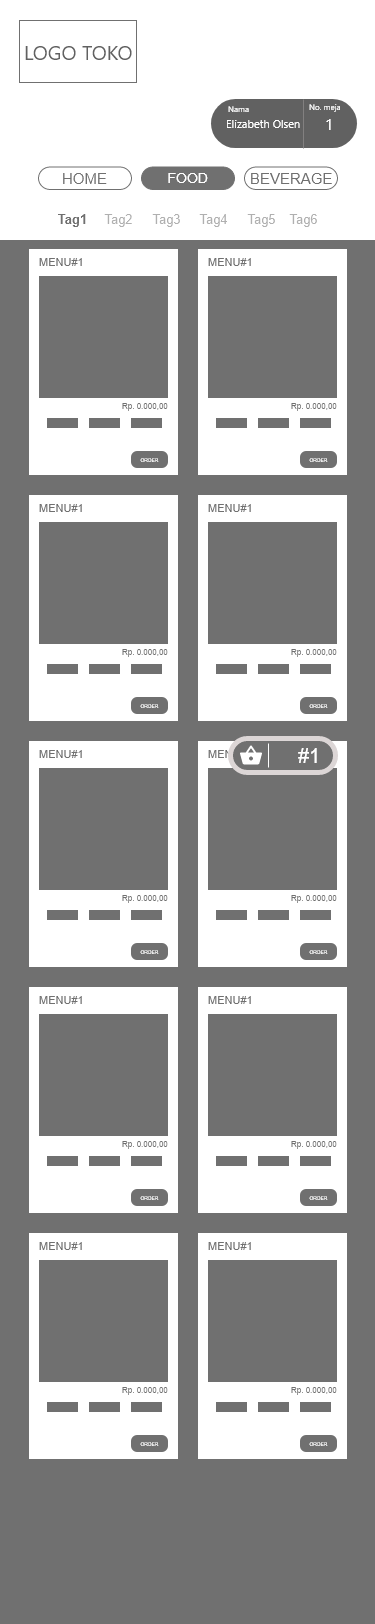 LOGO TOKO
Nama
No. meja
Elizabeth Olsen
1
HOME
FOOD
BEVERAGE
Tag1 Tag2 Tag3 Tag4 Tag5 Tag6
MENU#1
MENU#1
Rp. 0.000,00
Rp. 0.000,00
ORDER
ORDER
MENU#1
MENU#1
Rp. 0.000,00
Rp. 0.000,00
ORDER
ORDER
MENU#1
#1
Rp. 0.000,00
Rp. 0.000,00
ORDER
ORDER
MENU#1
MENU#1
Rp. 0.000,00
Rp. 0.000,00
ORDER
ORDER
MENU#1
MENU#1
Rp. 0.000,00
Rp. 0.000,00
ORDER
ORDER